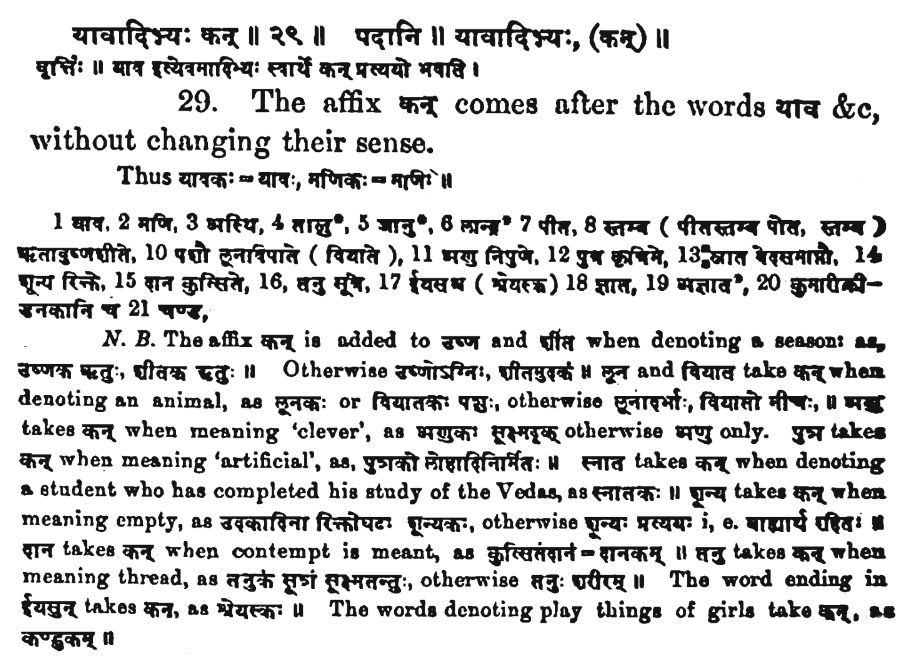 यावादिभ्यः कन् ॥ २९ ॥ पदानि ॥ यावादिभ्यः, (कन्) ॥
वृत्तिः ॥ याव इत्येवमादिभ्यः स्वार्थे कन् प्रत्ययो भवति ।
29. The affix कन् comes after the words याव &c,
without changing their sense.
Thus यावकः = यावः, मणिकः = मणिः ॥
1 याव, 2 मणि, 3 अस्थि, 4 तालु*, 5 जानु*, 6 लान्द्र* 7 पीत, 8 स्तम्ब ( पीतस्तम्ब पोत, स्तम्ब )
ऋतावुष्णशीते, 10 पशौ लूनविपाते ( वियाते ), 11 अणु निपुणे, 12 पुत्र कृत्रिमे, 13 स्नात वेदसमाप्तौ, 14
शून्य रिक्ते, 15 दान कुत्सिते, 16, तनु सूत्रे, 17 ईयसश्च ( श्रेयस्क ) 18 ज्ञात, 19 अज्ञात*, 20 कुमारीक्री-
डनकानि च 21 चण्ड,
N. B. The affix कन् is added to उष्ण and शीत when denoting a season: as,
उष्णक ऋतुः, शीतक ऋतुः ॥ Otherwise उष्णोऽग्निः, शीतमुदकं ॥ लून and वियात take कन् when
denoting an animal, as लूनकः or वियातकः पशुः, otherwise लूनादर्भाः, वियातो नीचः, ॥ अणु
takes कन् when meaning 'clever', as अणुकः सूक्ष्मदृक् otherwise अणु only. पुत्र takes
कन् when meaning 'artificial', as, पुत्रको लोहादिनिर्मितः ॥ स्नात takes कन् when denoting
a student who has completed his study of the Vedas, as स्नातकः ॥ शून्य takes कन् when
meaning empty, as उदकादिना रिक्तोघटः शून्यकः, otherwise शून्यः प्रत्ययः i, e. बाह्यार्थ रहितः ॥
दान takes कन् when contempt is meant, as कुत्सितंदानं = दानकम् ॥ तनु takes कन् when
meaning thread, as तनुकं सूत्रं सूक्ष्मतन्तुः, otherwise तनुः शरीरम् ॥ The word ending in
ईयसुन् takes कन, as श्रेयस्कः ॥ The words denoting play things of girls take कन्, as
कण्डुकम् ॥